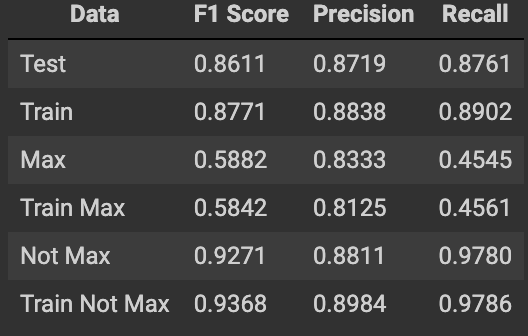 Data F1 Score Precision Recall
Test 0.8611 0.8719 0.8761
Train 0.8771 0.8838 0.8902
Max 0.5882 0.8333 0.4545
Train Max 0.5842 0.8125 0.4561
Not Max 0.9271 0.8811 0.9780
Train Not Max 0.9368 0.8984 0.9786